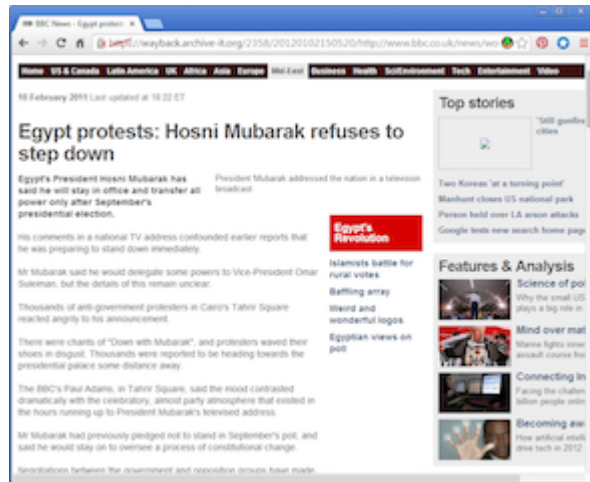 BBC News - Egypt protest:
https://wayback.archive-it.org/2358/20120102150520/http://www.bbc.co.uk/news/wo
Home US & Canada Latin America UK Africa Asia Europe Mid-East Business Health Sci/Environment Tech Entertainment Video
10 February 2011 Last updated at 18:22 ET
Egypt protests: Hosni Mubarak refuses to
step down
Egypt's President Hosni Mubarak has
said he will stay in office and transfer all
power only after September's
presidential election.
President Mubarak addressed the nation in a television
broadcast
His comments in a national TV address confounded earlier reports that
he was preparing to stand down immediately.
Mr Mubarak said he would delegate some powers to Vice-President Omar
Suleiman, but the details of this remain unclear.
Thousands of anti-government protesters in Cairo's Tahrir Square
reacted angrily to his announcement.
There were chants of "Down with Mubarak", and protesters waved their
shoes in disgust. Thousands were reported to be heading towards the
presidential palace some distance away.
The BBC's Paul Adams, in Tahrir Square, said the mood contrasted
dramatically with the celebratory, almost party atmosphere that existed in
the hours running up to President Mubarak's televised address.
Mr Mubarak had previously pledged not to stand in September's poll, and
said he would stay on to oversee a process of constitutional change.
Negotiations between the government and opposition groups have made
Egypt's
Revolution
Islamists battle for
rural votes
Baffling array
Weird and
wonderful logos
Egyptian views on
poll
Top stories
'Still gunfire
cities
Two Koreas 'at a turning point'
Manhunt closes US national park
Person held over LA arson attacks
Google tests new search home page
Features & Analysis
Science of pol
Why the small US
plays a big role in
Mind over mat
Marine fights inner
assault course fro
Connecting In
Facing the challen
billion people onlin
Becoming awa
How artificial intelli
drive tech in 2012